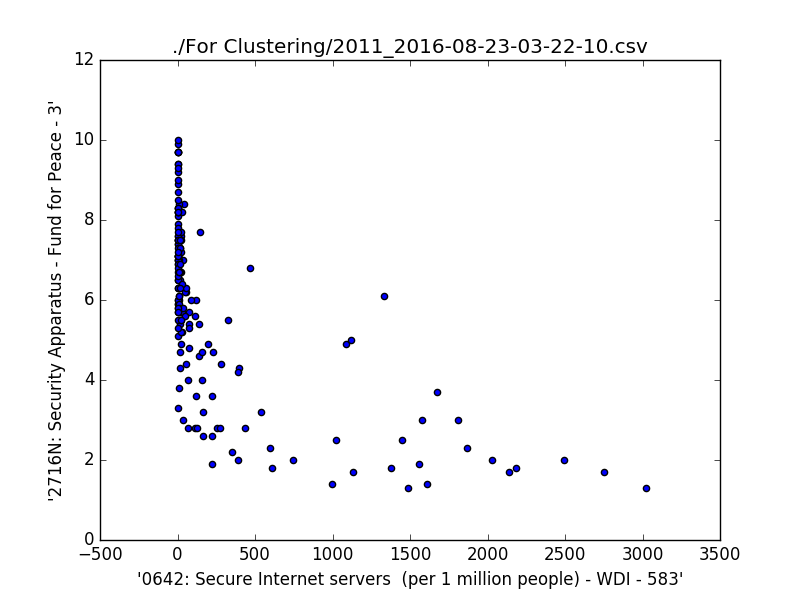 ./For Clustering/2011_2016-08-23-03-22-10.csv
'2716N: Security Apparatus - Fund for Peace - 3'
12
10
8
6
4
2
0
−500 0 500 1000 1500 2000 2500 3000 3500
'0642: Secure Internet servers  (per 1 million people) - WDI - 583'